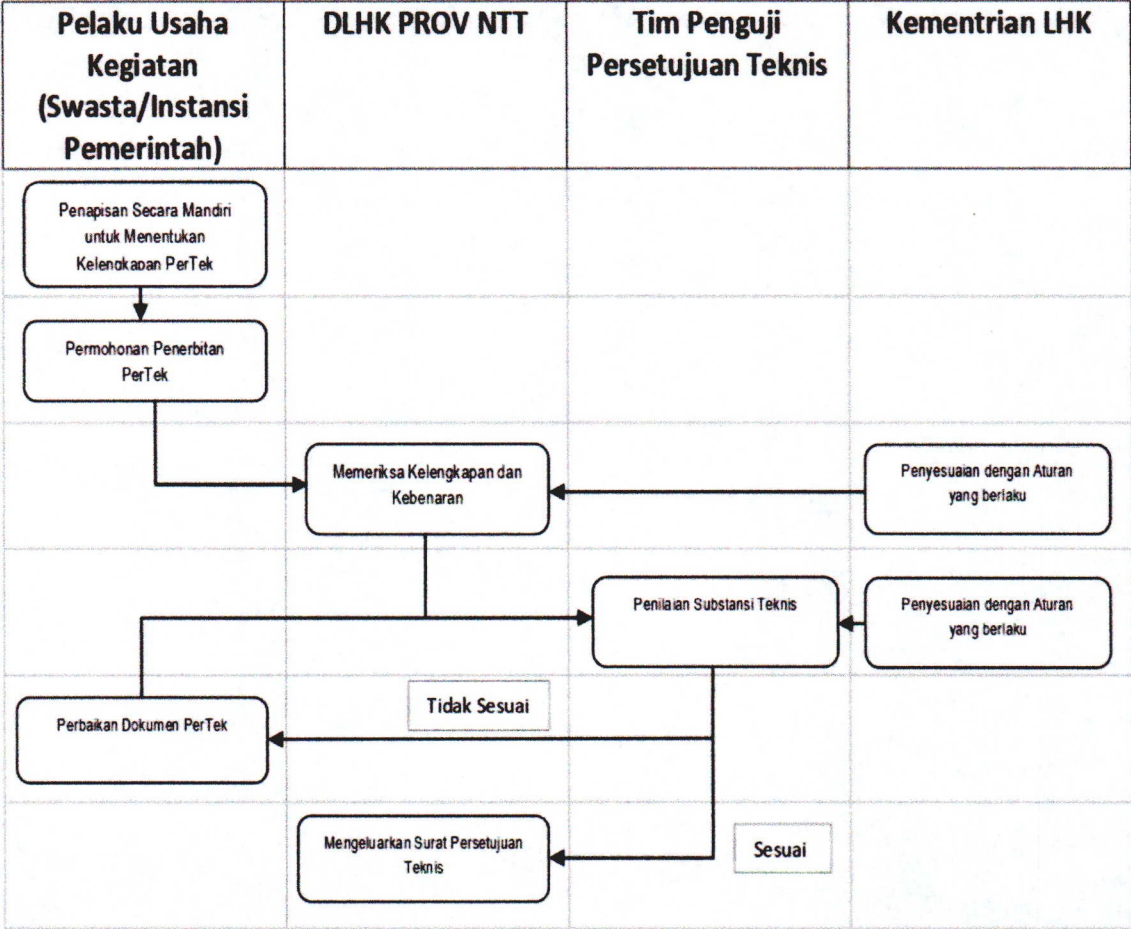 Pelaku Usaha
Kegiatan
(Swasta/Instansi
Pemerintah)
DLHK PROV NTT
Tim Penguji
Persetujuan Teknis
Kementrian LHK
Penapisan Secara Mandiri
untuk Menentukan
Kelengkapan PerTek
Permohonan Penerbitan
PerTek
Memeriksa Kelengkapan dan
Kebenaran
Penyesuaian dengan Aturan
yang berlaku
Penilaian Substansi Teknis
Penyesuaian dengan Aturan
yang berlaku
Perbaikan Dokumen PerTek
Tidak Sesuai
Mengeluarkan Surat Persetujuan
Teknis
Sesuai